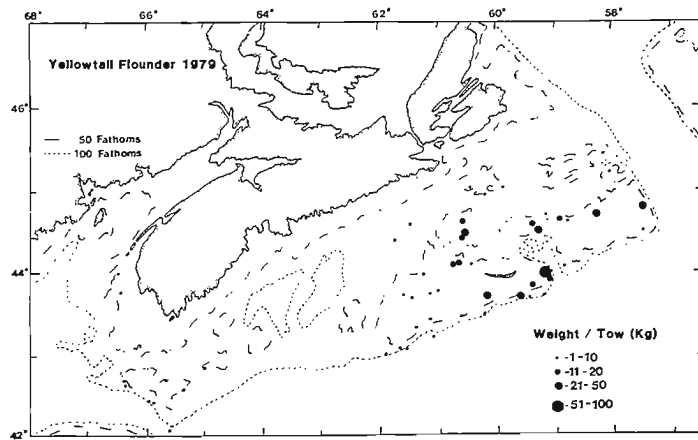 68° 66° 64° 62° 60° 58°
Yellowtail Flounder 1979
46°
50 Fathoms
100 Fathoms
44°
Weight / Tow (Kg)
-1-10
-11-20
-21-50
-51-100
42°